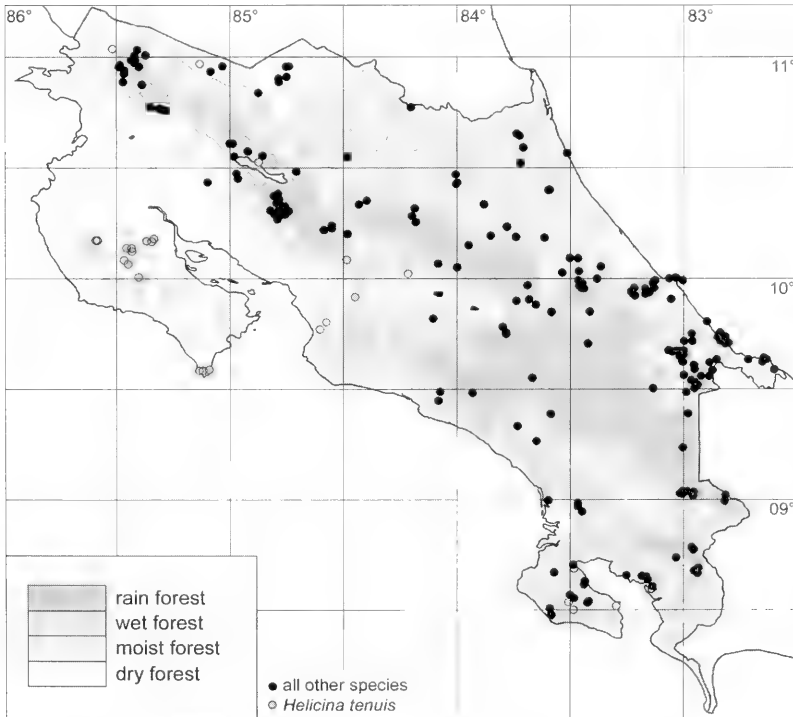 86°
85°
84°
83°
11°
10°
09°
rain forest
wet forest
moist forest
dry forest
all other species
Helicina tenuis